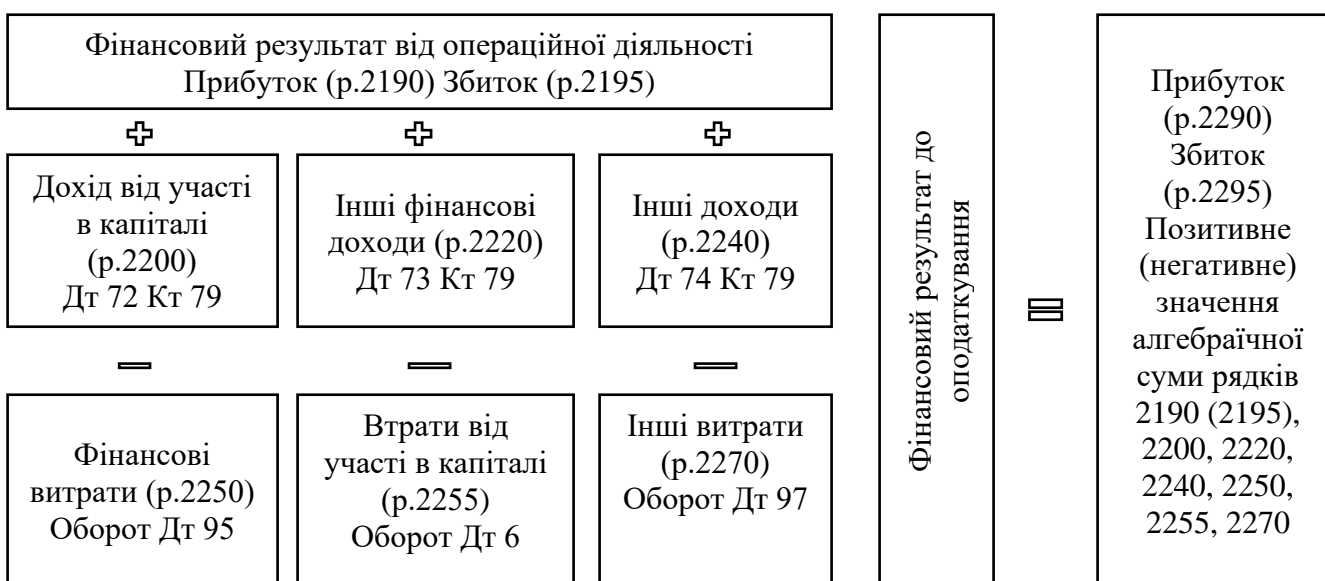 Фінансовий результат від операційної діяльності
Прибуток (р.2190) Збиток (р.2195)
Дохід від участі
в капіталі
(р.2200)
Дт 72 Кт 79
Інші фінансові
доходи (р.2220)
Дт 73 Кт 79
Інші доходи
(р.2240)
Дт 74 Кт 79
Фінансові
витрати (р.2250)
Оборот Дт 95
Втрати від
участі в капіталі
(р.2255)
Оборот Дт 6
Інші витрати
(р.2270)
Оборот Дт 97
Фінансовий результат до
оподаткування
Прибуток
(р.2290)
Збиток
(р.2295)
Позитивне
(негативне)
значення
алгебраїчної
суми рядків
2190 (2195),
2200, 2220,
2240, 2250,
2255, 2270